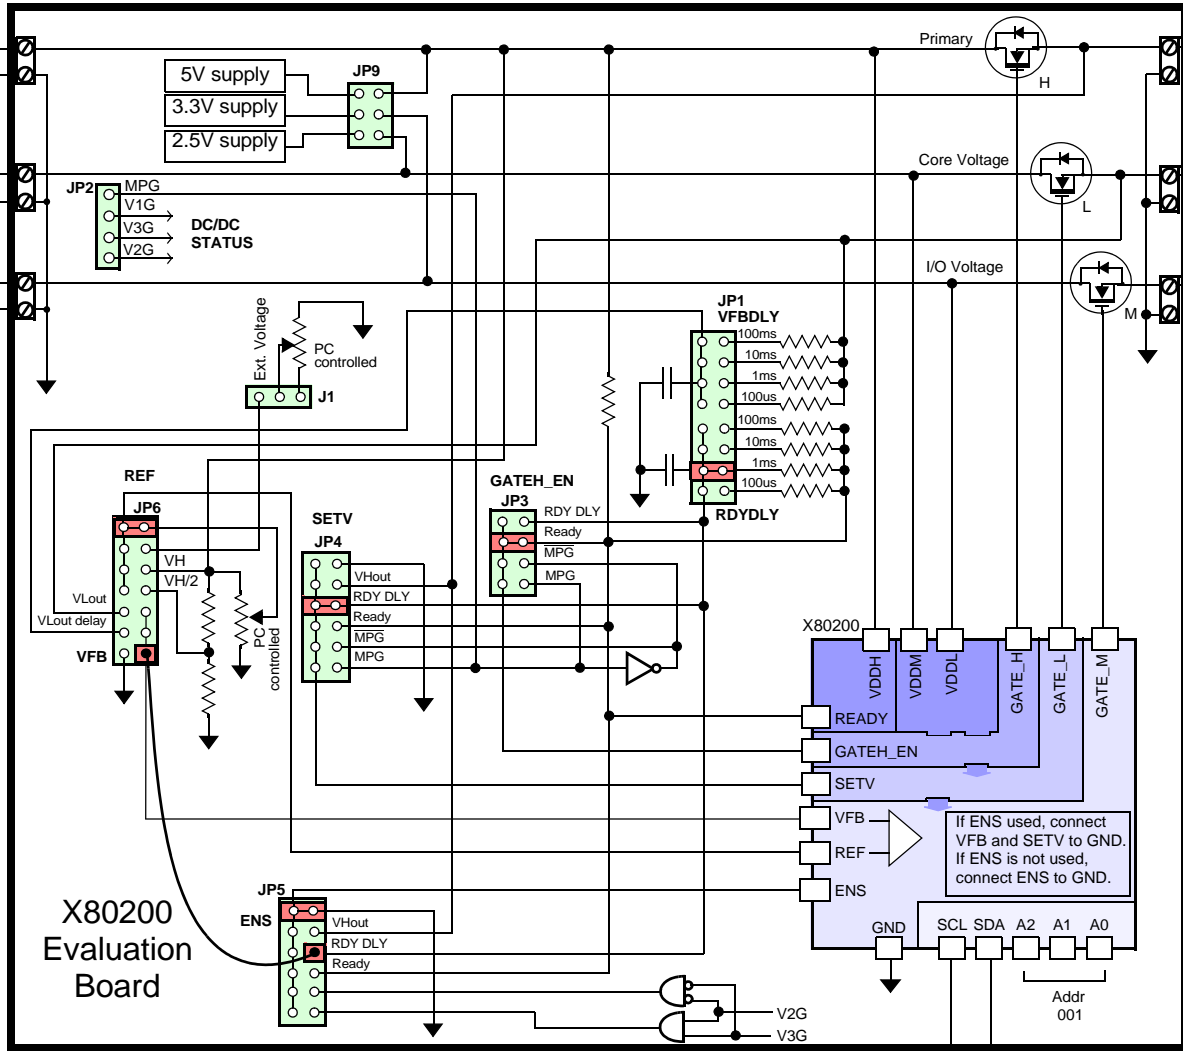 Primary
H
5V supply
3.3V supply
2.5V supply
JP9
Core Voltage
L
JP2
MPG
V1G
V3G
V2G
DC/DC
STATUS
I/O Voltage
M
Ext. Voltage
PC
controlled
J1
JP1
VFBDLY
100ms
10ms
1ms
100us
100ms
10ms
1ms
100us
RDYDLY
REF
JP6
VH
VH/2
VLout
VLout delay
VFB
PC
controlled
SETV
JP4
VHout
RDY DLY
Ready
MPG
MPG
GATEH_EN
JP3
RDY DLY
Ready
MPG
MPG
X80200
VDDH
VDDM
VDDL
GATE_H
GATE_L
GATE_M
READY
GATEH_EN
SETV
VFB
REF
ENS
If ENS used, connect
VFB and SETV to GND.
If ENS is not used,
connect ENS to GND.
GND
SCL
SDA
A2
A1
A0
Addr
001
X80200
Evaluation
Board
JP5
ENS
VHout
RDY DLY
Ready
V2G
V3G